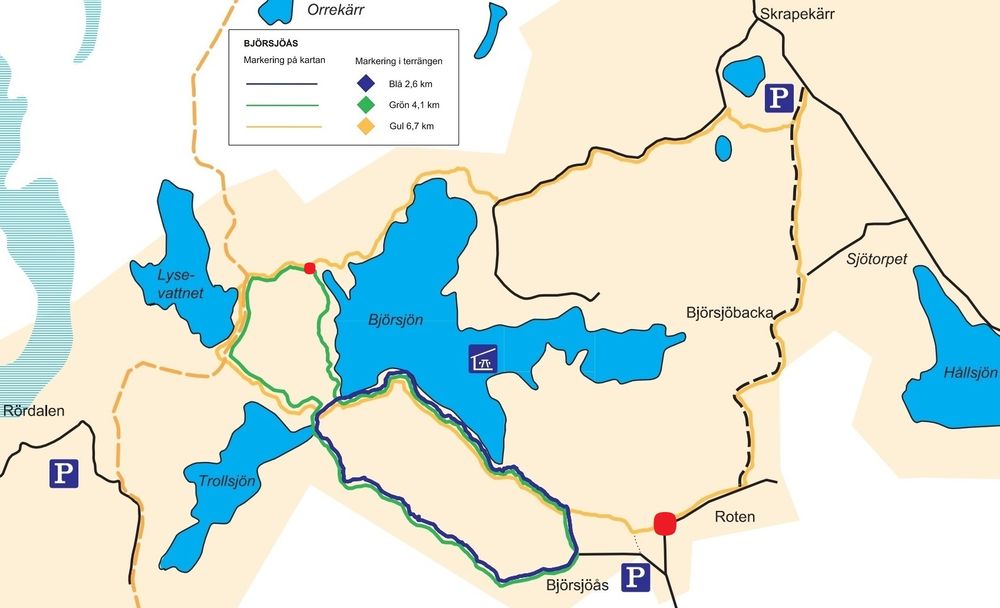 Orrekärr
Skrapekärr
BJÖRSJÖÅS
Markering på kartan
Markering i terrängen
Blå 2,6 km
Grön 4,1 km
Gul 6,7 km
P
Sjötorpet
Lyse-
vattnet
Björsjön
Björsjöbacka
Hållsjön
Rördalen
P
Trollsjön
Roten
Björsjöås
P